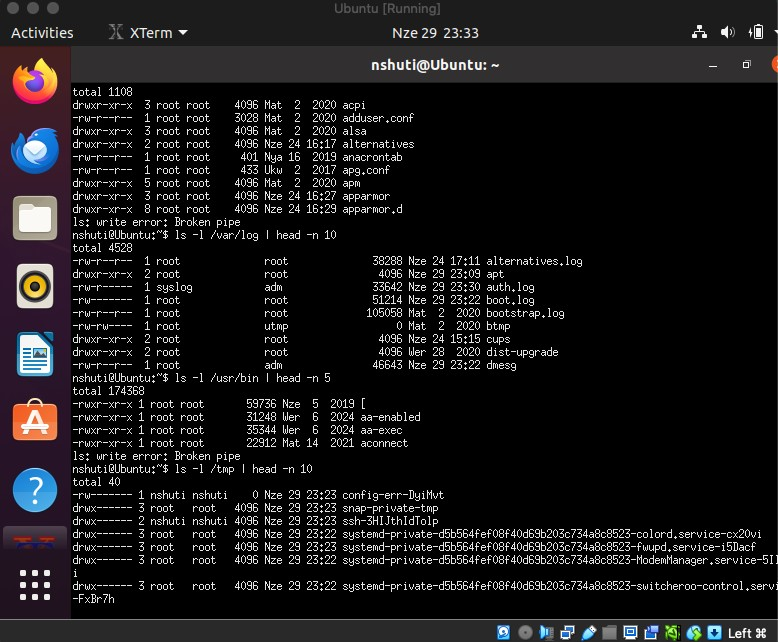 Ubuntu [Running]
Activities
XTerm
Nze 29 23:33
nshuti@Ubuntu: ~
total 1108
drwxr-xr-x 3 root root 4096 Mat 2 2020 acpi
-rw-r--r-- 1 root root 3028 Mat 2 2020 adduser.conf
drwxr-xr-x 3 root root 4096 Mat 2 2020 alsa
drwxr-xr-x 2 root root 4096 Nze 24 16:17 alternatives
-rw-r--r-- 1 root root 401 Nya 16 2019 anacrontab
-rw-r--r-- 1 root root 433 Ukw 2 2017 apg.conf
drwxr-xr-x 5 root root 4096 Mat 2 2020 apm
drwxr-xr-x 3 root root 4096 Nze 24 16:27 apparmor
drwxr-xr-x 8 root root 4096 Nze 24 16:29 apparmor.d
ls: write error: Broken pipe
nshuti@Ubuntu:~$ ls -l /var/log | head -n 10
total 4528
-rw-r--r-- 1 root root 38288 Nze 24 17:11 alternatives.log
drwxr-xr-x 2 root root 4096 Nze 29 23:09 apt
-rw-r----- 1 syslog adm 33642 Nze 29 23:30 auth.log
-rw------- 1 root root 51214 Nze 29 23:22 boot.log
-rw-r--r-- 1 root root 105058 Mat 2 2020 bootstrap.log
-rw-rw---- 1 root utmp 0 Mat 2 2020 btmp
drwxr-xr-x 2 root root 4096 Nze 24 15:15 cups
drwxr-xr-x 2 root root 4096 Wer 28 2020 dist-upgrade
-rw-r--r-- 1 root adm 46643 Nze 29 23:22 dmesg
nshuti@Ubuntu:~$ ls -l /usr/bin | head -n 5
total 174368
-rwxr-xr-x 1 root root 59736 Nze 5 2019 [
-rwxr-xr-x 1 root root 31248 Wer 6 2024 aa-enabled
-rwxr-xr-x 1 root root 35344 Wer 6 2024 aa-exec
-rwxr-xr-x 1 root root 22912 Mat 14 2021 aconnect
ls: write error: Broken pipe
nshuti@Ubuntu:~$ ls -l /tmp | head -n 10
total 40
-rw------- 1 nshuti nshuti 0 Nze 29 23:23 config-err-DyiMvt
drwx------ 3 root root 4096 Nze 29 23:23 snap-private-tmp
drwx------ 2 nshuti nshuti 4096 Nze 29 23:23 ssh-3HIJthIdTolp
drwx------ 3 root root 4096 Nze 29 23:22 systemd-private-d5b564fef08f40d69b203c734a8c8523-colord.service-cx20vi
drwx------ 3 root root 4096 Nze 29 23:22 systemd-private-d5b564fef08f40d69b203c734a8c8523-fwupd.service-i5Dacf
drwx------ 3 root root 4096 Nze 29 23:22 systemd-private-d5b564fef08f40d69b203c734a8c8523-ModemManager.service-5I
i
drwx------ 3 root root 4096 Nze 29 23:22 systemd-private-d5b564fef08f40d69b203c734a8c8523-switcheroo-control.servi
-FxBr7h
Left ⌘